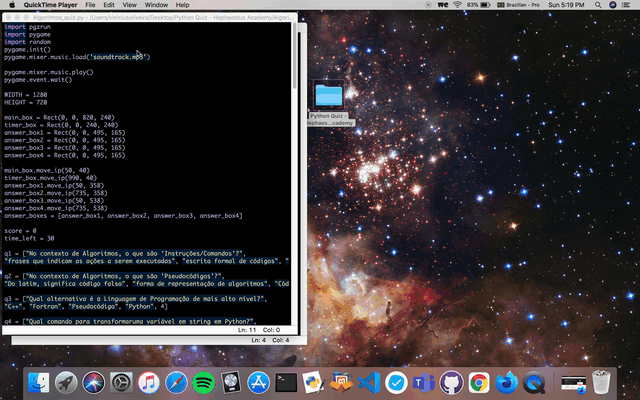 QuickTime Player File Edit View Window Help
83% Brazilian - Pro Sun 5:19 PM
Algoritmos_quiz.py - /Users/viniciusoliveira/Desktop/Python Quiz - Hephaestus Academy/Algori...
import pgzrun
import pygame
import random
pygame.init()
pygame.mixer.music.load('soundtrack.mp3')
pygame.mixer.music.play()
pygame.event.wait()
WIDTH = 1280
HEIGHT = 720
main_box = Rect(0, 0, 820, 240)
timer_box = Rect(0, 0, 240, 240)
answer_box1 = Rect(0, 0, 495, 165)
answer_box2 = Rect(0, 0, 495, 165)
answer_box3 = Rect(0, 0, 495, 165)
answer_box4 = Rect(0, 0, 495, 165)
main_box.move_ip(50, 40)
timer_box.move_ip(990, 40)
answer_box1.move_ip(50, 358)
answer_box2.move_ip(735, 358)
answer_box3.move_ip(50, 538)
answer_box4.move_ip(735, 538)
answer_boxes = [answer_box1, answer_box2, answer_box3, answer_box4]
score = 0
time_left = 30
q1 = ["No contexto de Algoritmos, o que são 'Instruções/Comandos'?",
"frases que indicam as ações a serem executadas", "escrita formal de códigos", "
q2 = ["No contexto de Algoritmos, o que são 'Pseudocódigos'?",
"Do latim, significa código falso", "forma de representação de algoritmos", "Cód
q3 = ["Qual alternativa é a Linguagem de Programação de mais alto nível?",
"C++", "Fortran", "Pseudocódigo", "Python", 4]
q4 = ["Qual comando para transformaruma variável em string em Python?",
Ln: 11 Col: 0
Ln: 4 Col: 4
Python Quiz -
Hephaes...cademy